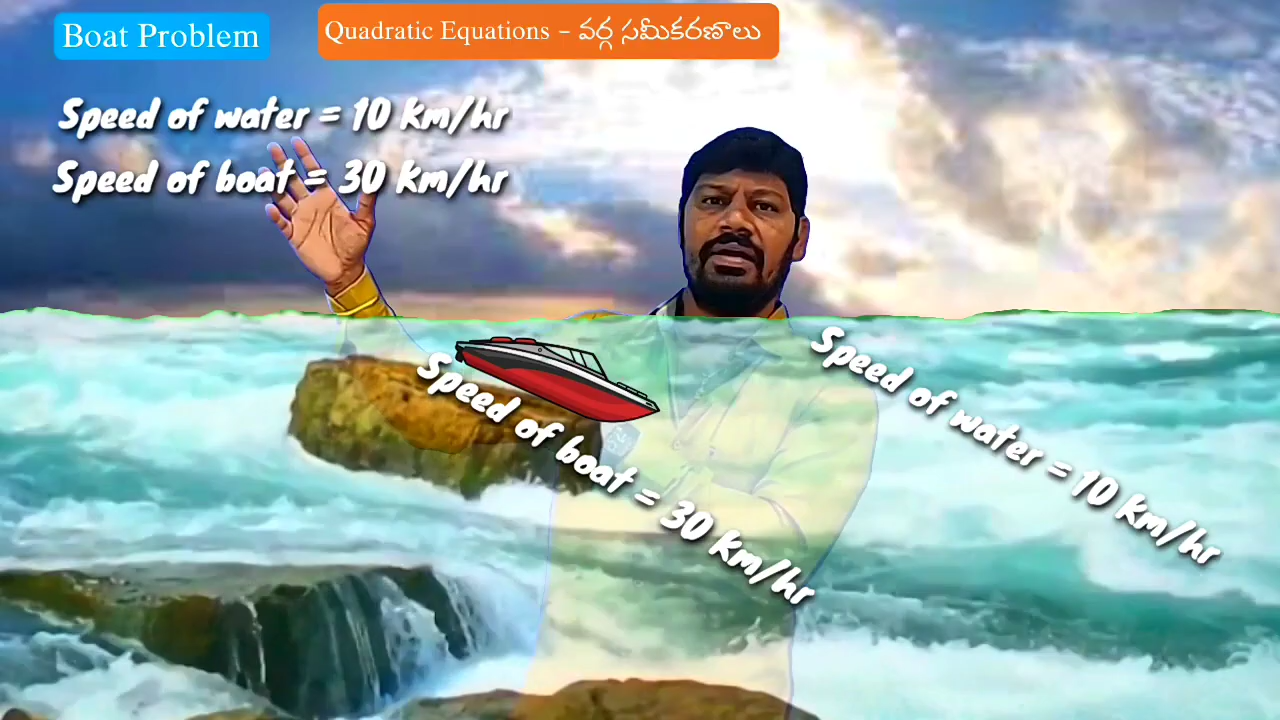 Boat Problem
Quadratic Equations - వర్గ సమీకరణాలు
Speed of water = 10 Km/hr
Speed of boat = 30 Km/hr
Speed of boat = 30 Km/hr
Speed of water = 10 Km/hr